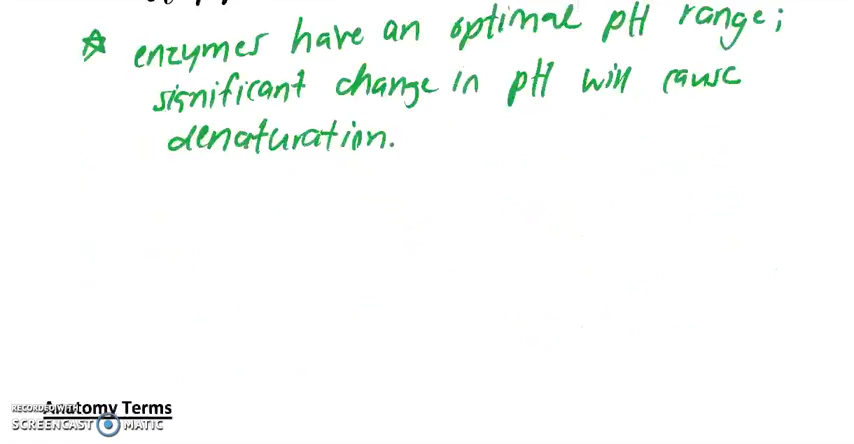 enzymes have an optimal pH range;
significant change in pH will cause
denaturation.
Anatomy Terms
RECORDED WITH
SCREENCAST MATIC